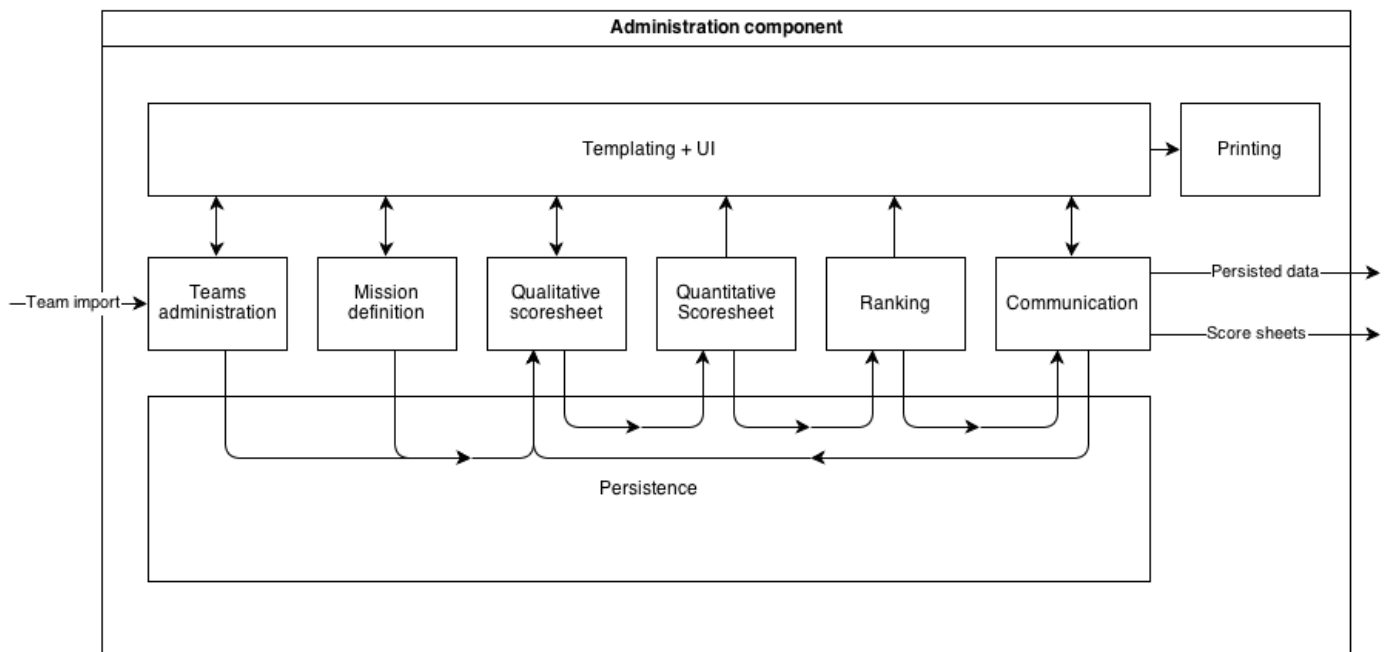 Administration component
Templating + UI
Printing
Team import
Teams
administration
Mission
definition
Qualitative
scoresheet
Quantitative
Scoresheet
Ranking
Communication
Persisted data
Score sheets
Persistence